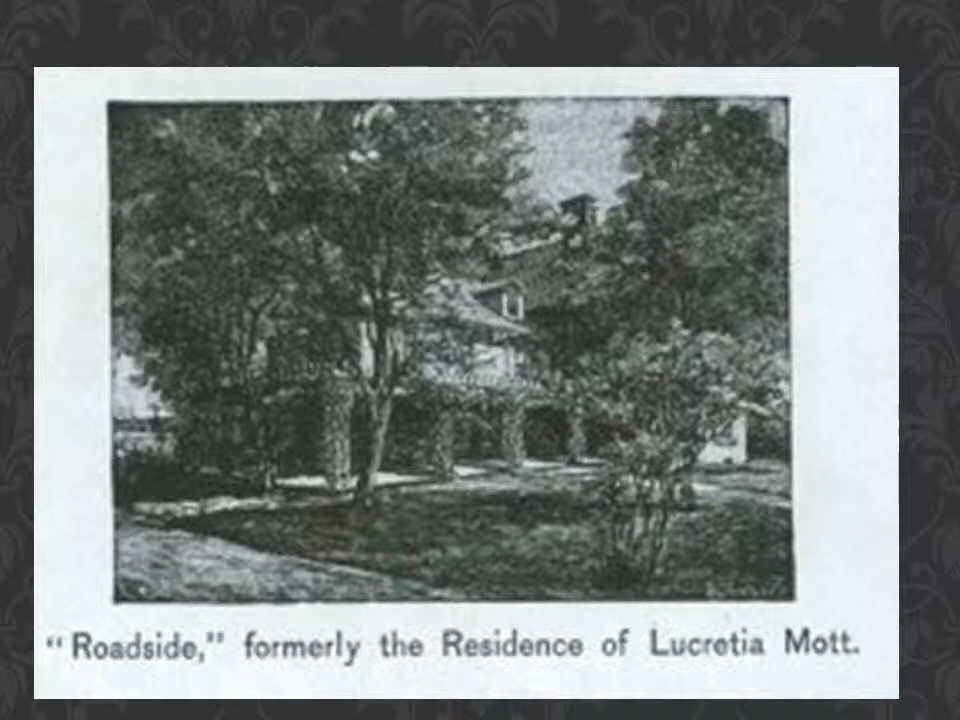 “Roadside,” formerly the Residence of Lucretia Mott.